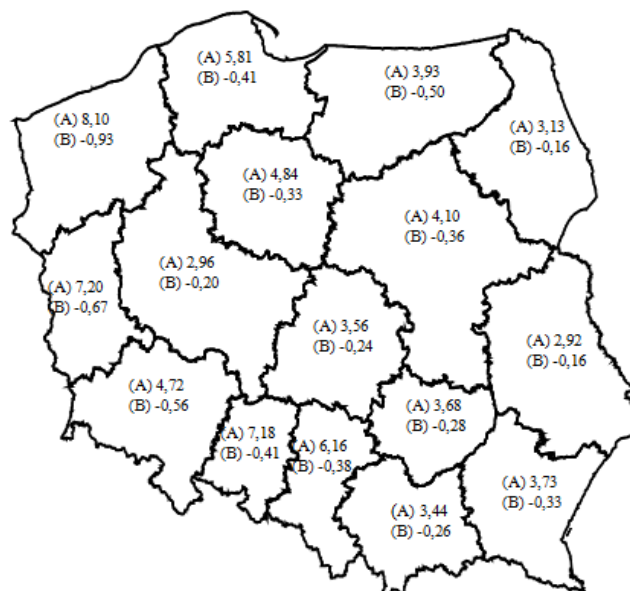 (A) 5,81
(B) -0,41
(A) 3,93
(B) -0,50
(A) 8,10
(B) -0,93
(A) 3,13
(B) -0,16
(A) 4,84
(B) -0,33
(A) 4,10
(B) -0,36
(A) 2,96
(B) -0,20
(A) 7,20
(B) -0,67
(A) 3,56
(B) -0,24
(A) 2,92
(B) -0,16
(A) 4,72
(B) -0,56
(A) 3,68
(B) -0,28
(A) 7,18
(B) -0,41
(A) 6,16
(B) -0,38
(A) 3,73
(B) -0,33
(A) 3,44
(B) -0,26